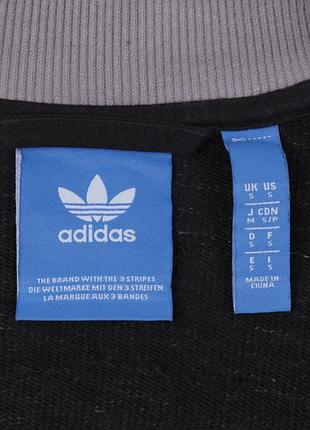 adidas
THE BRAND WITH THE 3 STRIPES
DIE WELTMARKE MIT DEN 3 STREIFEN
LA MARQUE AUX 3 BANDES
UK US
S S
J CDN
M S/P
D F
S S
E I
S S
MADE IN
CHINA